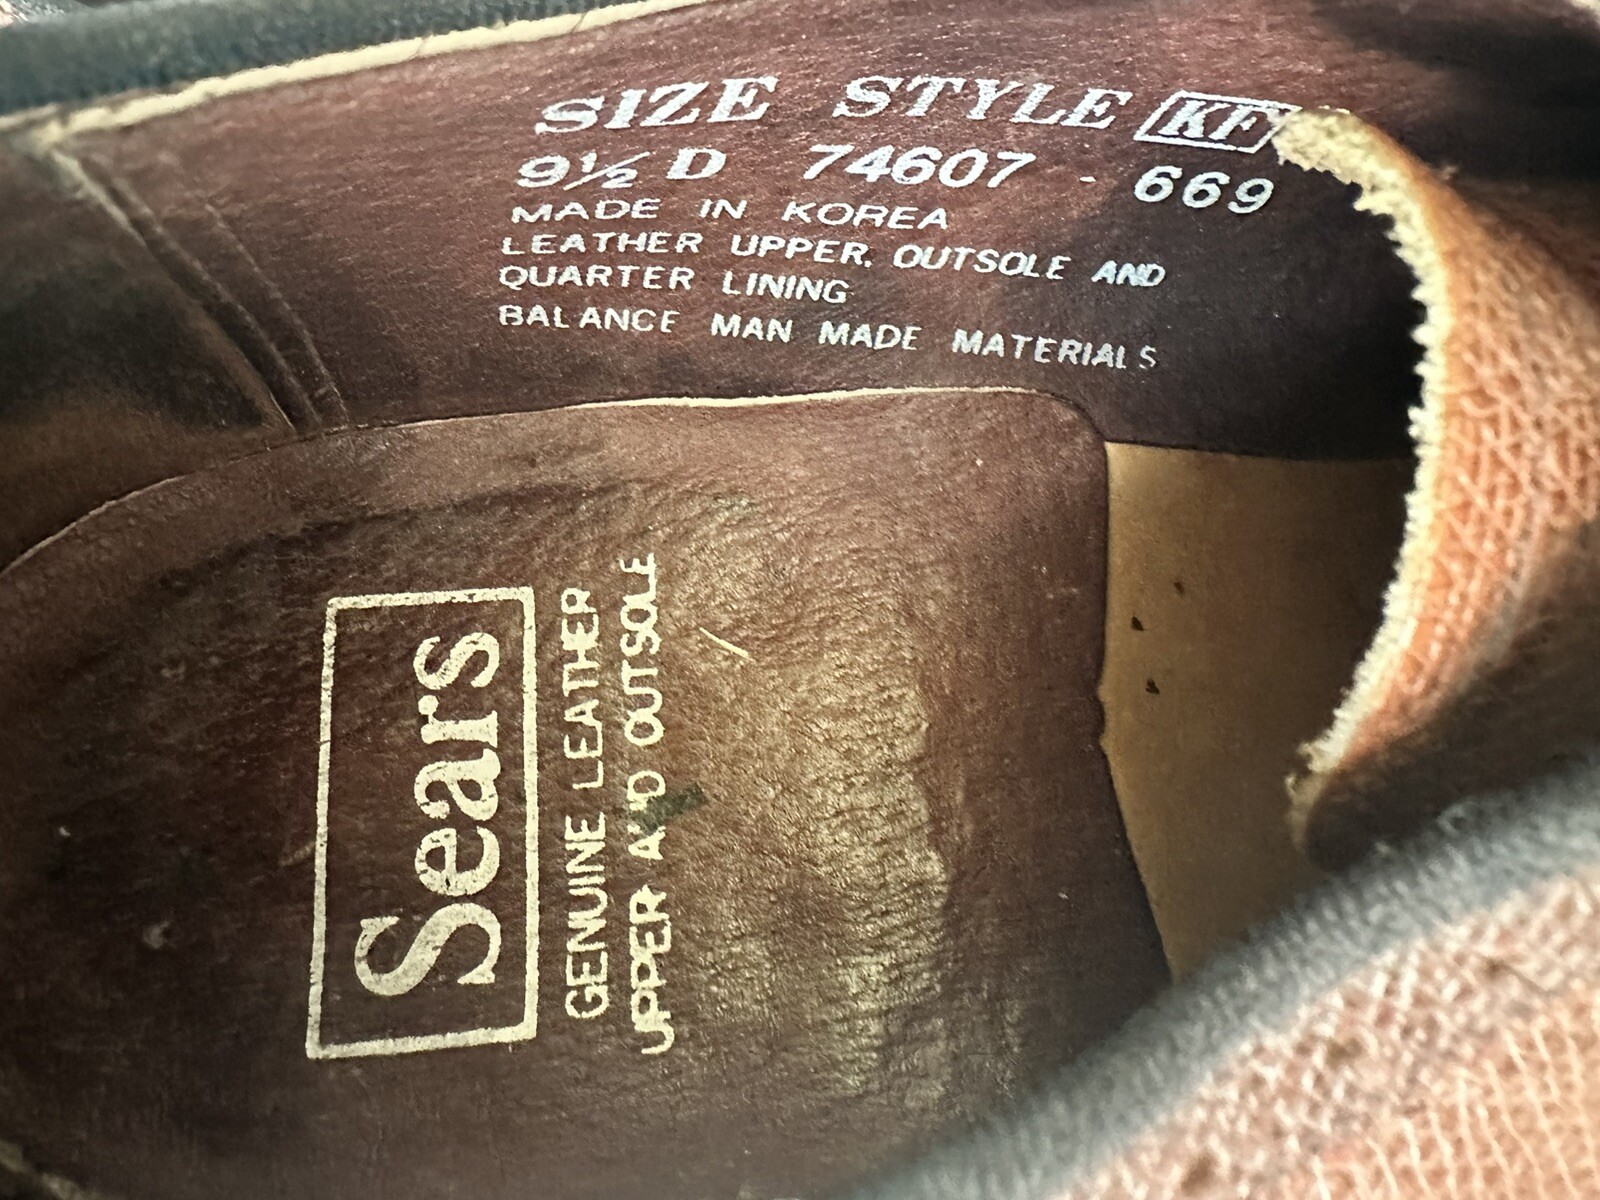 SIZE STYLE KF
9½ D 74607 - 669
MADE IN KOREA
LEATHER UPPER, OUTSOLE AND
QUARTER LINING
BALANCE MAN MADE MATERIALS
Sears
GENUINE LEATHER
UPPER AND OUTSOLE